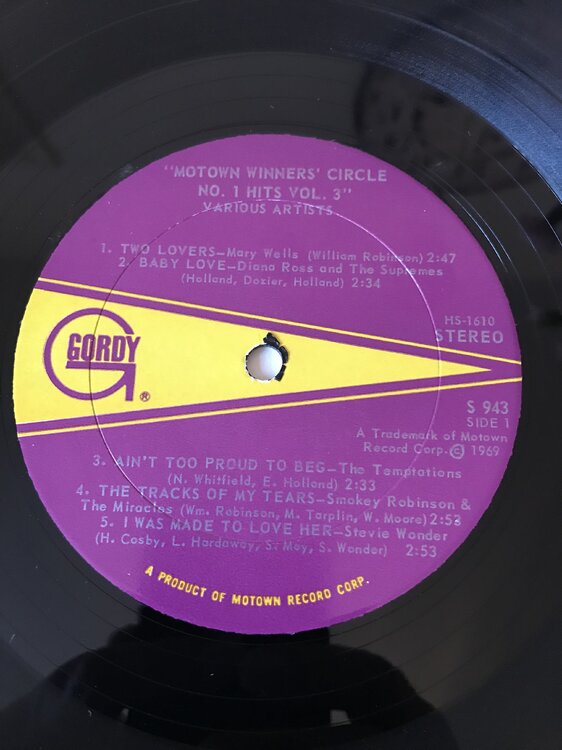 "MOTOWN WINNERS' CIRCLE
NO. 1 HITS VOL. 3"
VARIOUS ARTISTS
1. TWO LOVERS—Mary Wells (William Robinson) 2:47
2. BABY LOVE—Diana Ross and The Supremes
(Holland, Dozier, Holland) 2:34
HS-1610
STEREO
GORDY
®
S 943
SIDE 1
A Trademark of Motown
Record Corp. © 1969
3. AIN'T TOO PROUD TO BEG—The Temptations
(N. Whitfield, E. Holland) 2:33
4. THE TRACKS OF MY TEARS—Smokey Robinson &
The Miracles (Wm. Robinson, M. Tarplin, W. Moore) 2:53
5. I WAS MADE TO LOVE HER—Stevie Wonder
(H. Cosby, L. Hardaway, S. Moy, S. Wonder) 2:53
A PRODUCT OF MOTOWN RECORD CORP.